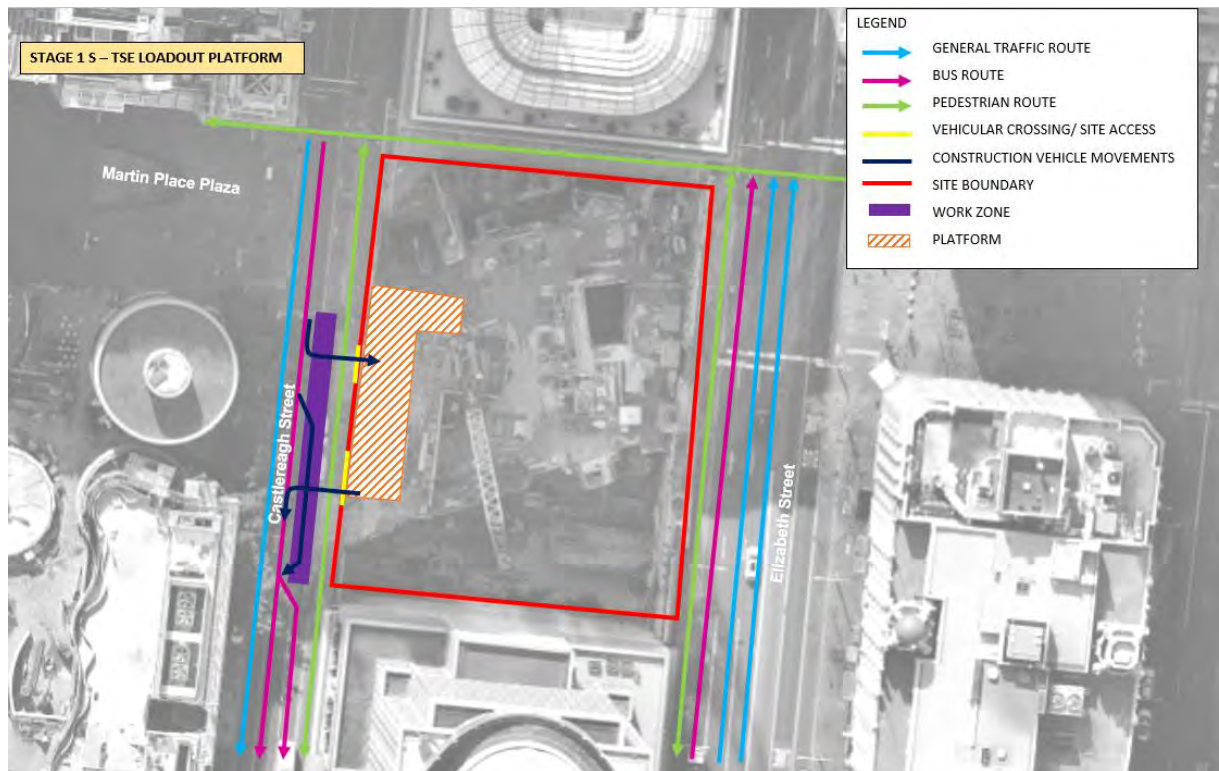 STAGE 1 S – TSE LOADOUT PLATFORM
LEGEND
GENERAL TRAFFIC ROUTE
BUS ROUTE
PEDESTRIAN ROUTE
VEHICULAR CROSSING/ SITE ACCESS
CONSTRUCTION VEHICLE MOVEMENTS
SITE BOUNDARY
WORK ZONE
PLATFORM
Martin Place Plaza
Castlereagh Street
Elizabeth Street